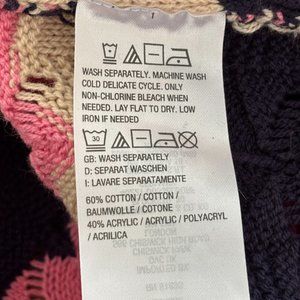 WASH SEPARATELY. MACHINE WASH
COLD DELICATE CYCLE. ONLY
NON-CHLORINE BLEACH WHEN
NEEDED. LAY FLAT TO DRY. LOW
IRON IF NEEDED
30
GB: WASH SEPARATELY
D: SEPARAT WASCHEN
I: LAVARE SEPARATAMENTE
60% COTTON / COTTON /
BAUMWOLLE / COTONE
40% ACRYLIC / ACRYLIC / POLYACRYL
/ ACRILICA